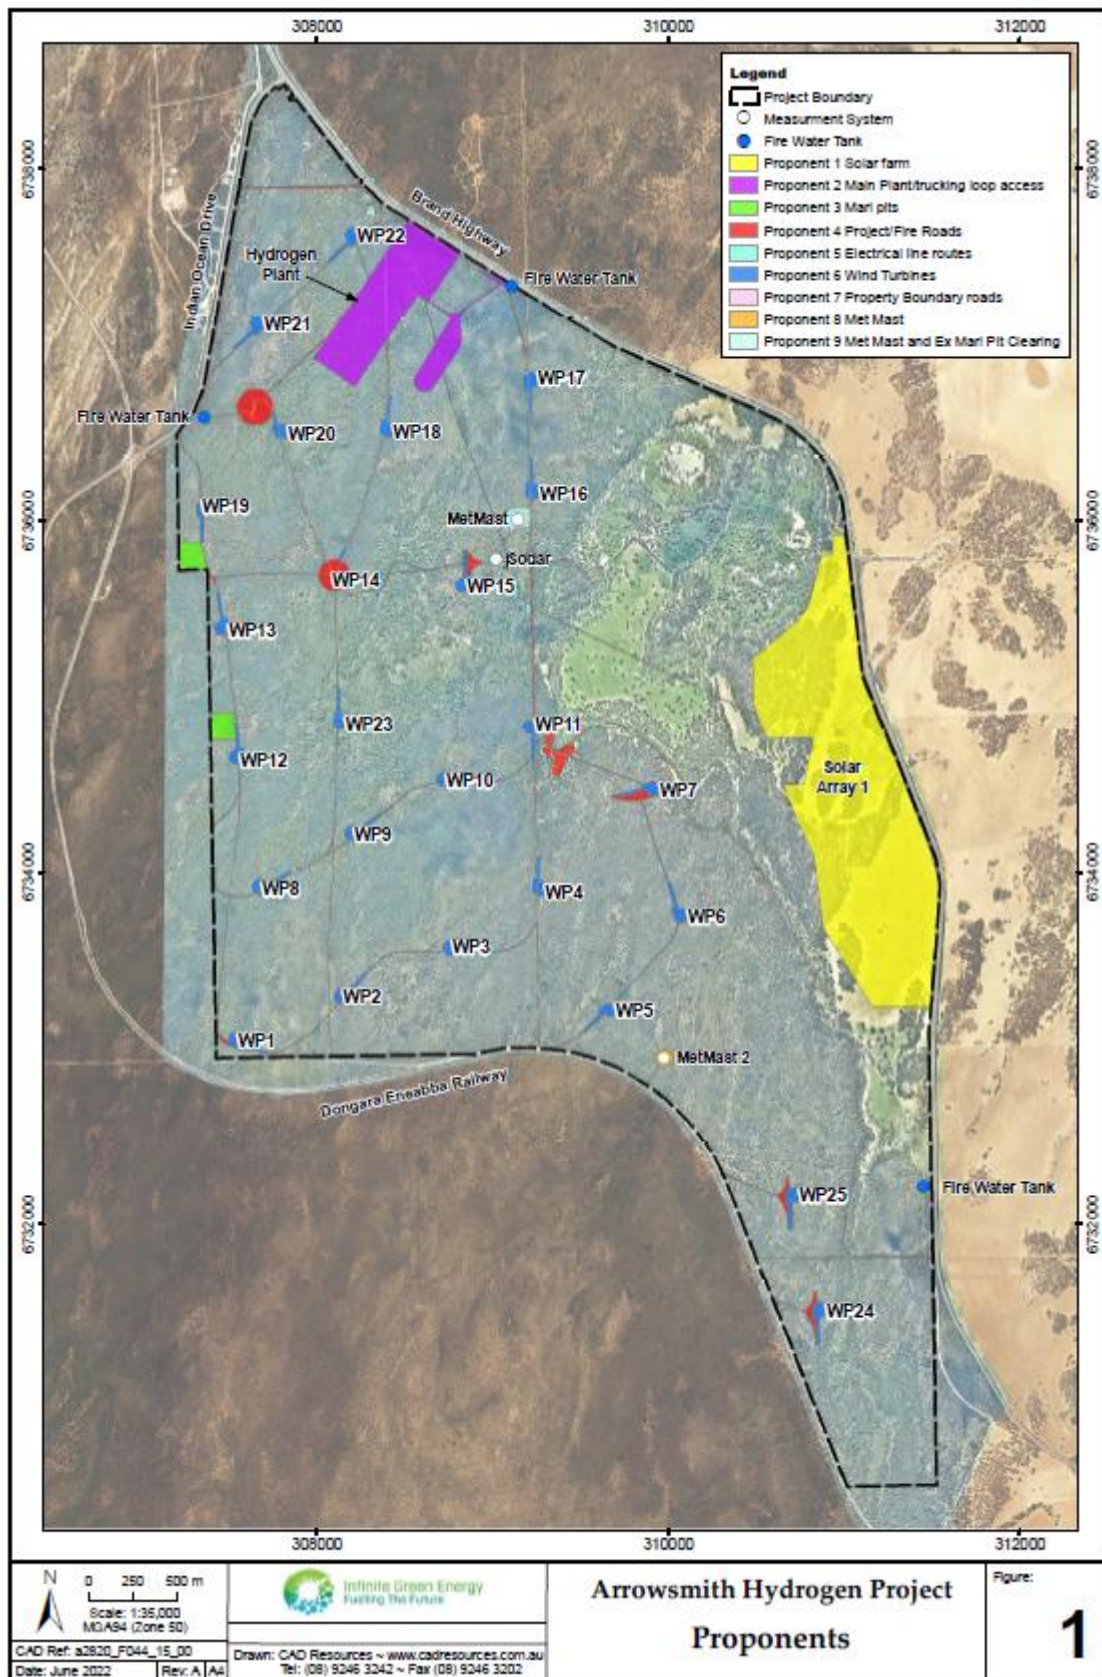 308000
310000
312000
Legend
Project Boundary
Measurment System
Fire Water Tank
Proponent 1 Solar farm
Proponent 2 Main Plant/trucking loop access
Proponent 3 Marl pits
Proponent 4 Project/Fire Roads
Proponent 5 Electrical line routes
Proponent 6 Wind Turbines
Proponent 7 Property Boundary roads
Proponent 8 Met Mast
Proponent 9 Met Mast and Ex Marl Pit Clearing
6738000
6738000
Indian Ocean Drive
Brand Highway
WP22
Hydrogen
Plant
Fire Water Tank
WP21
WP17
Fire Water Tank
WP20
WP18
WP19
WP16
6736000
6736000
MetMast
Sodar
WP14
WP15
WP13
WP23
WP11
WP12
WP10
WP7
Solar
Array 1
WP9
6734000
6734000
WP8
WP4
WP6
WP3
WP2
WP5
WP1
MetMast 2
Dongara Eneabba Railway
Fire Water Tank
WP25
6732000
6732000
WP24
308000
310000
312000
N
0 250 500 m
Scale: 1:35,000
MGA94 (Zone 50)
CAD Ref: a2820_F044_15_00
Date: June 2022
Rev: A
A4
Infinite Green Energy
Fuelling The Future
Drawn: CAD Resources ~ www.cadresources.com.au
Tel: (08) 9246 3242 ~ Fax (08) 9246 3202
Arrowsmith Hydrogen Project
Proponents
Figure:
1